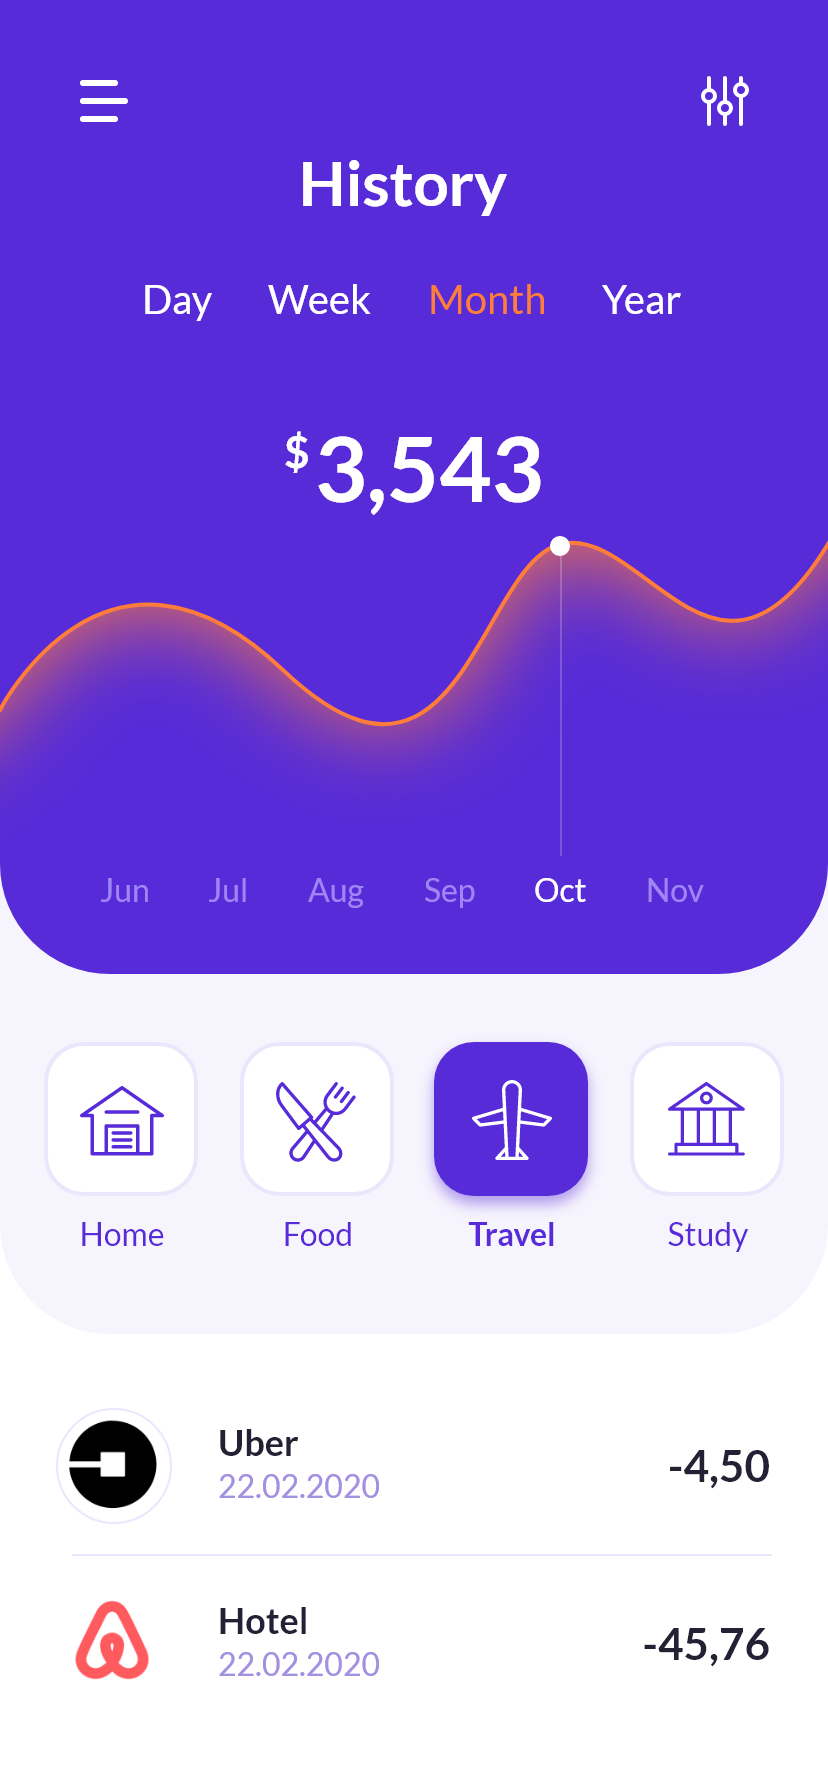 History
Day Week Month Year
$3,543
Jun Jul Aug Sep Oct Nov
Home Food Travel Study
Uber
22.02.2020
-4,50
Hotel
22.02.2020
-45,76